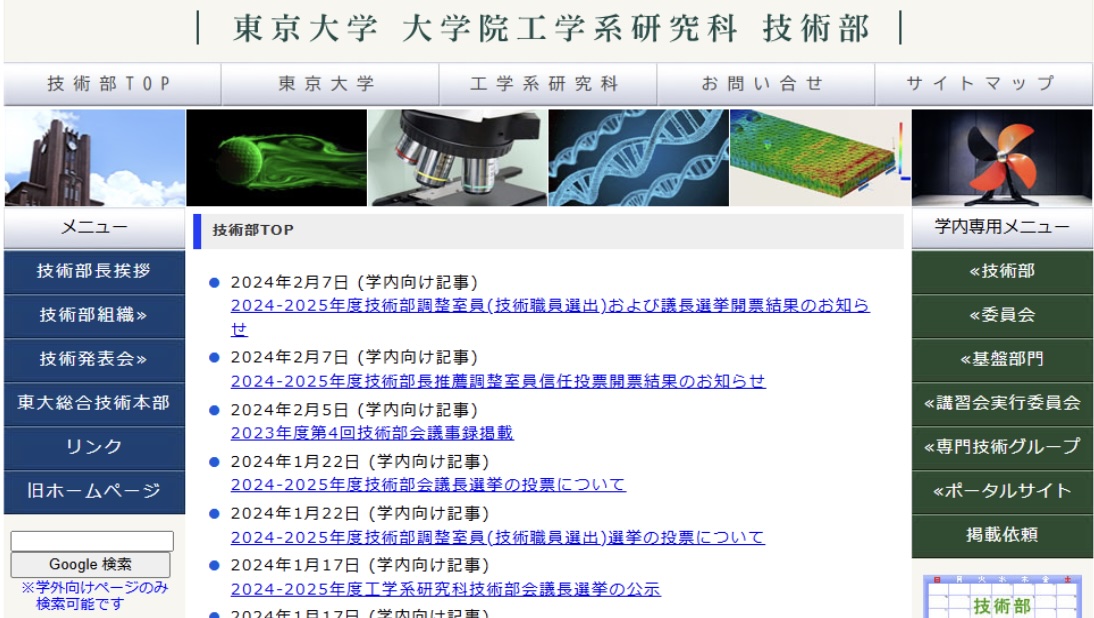 | 東京大学 大学院工学系研究科 技術部 |
技術部TOP
東京大学
工学系研究科
お問い合せ
サイトマップ
メニュー
技術部長挨拶
技術部組織»
技術発表会»
東大総合技術本部
リンク
旧ホームページ
Google 検索
※学外向けページのみ
検索可能です
技術部TOP
2024年2月7日 (学内向け記事)
2024-2025年度技術部調整室員(技術職員選出)および議長選挙開票結果のお知ら
せ
2024年2月7日 (学内向け記事)
2024-2025年度技術部長推薦調整室員信任投票開票結果のお知らせ
2024年2月5日 (学内向け記事)
2023年度第4回技術部会議事録掲載
2024年1月22日 (学内向け記事)
2024-2025年度技術部会議長選挙の投票について
2024年1月22日 (学内向け記事)
2024-2025年度技術部調整室員(技術職員選出)選挙の投票について
2024年1月17日 (学内向け記事)
2024-2025年度工学系研究科技術部会議長選挙の公示
2024年1月17日 (学内向け記事)
学内専用メニュー
«技術部
«委員会
«基盤部門
«講習会実行委員会
«専門技術グループ
«ポータルサイト
掲載依頼
日 月 火 水 木 金 土
技術部